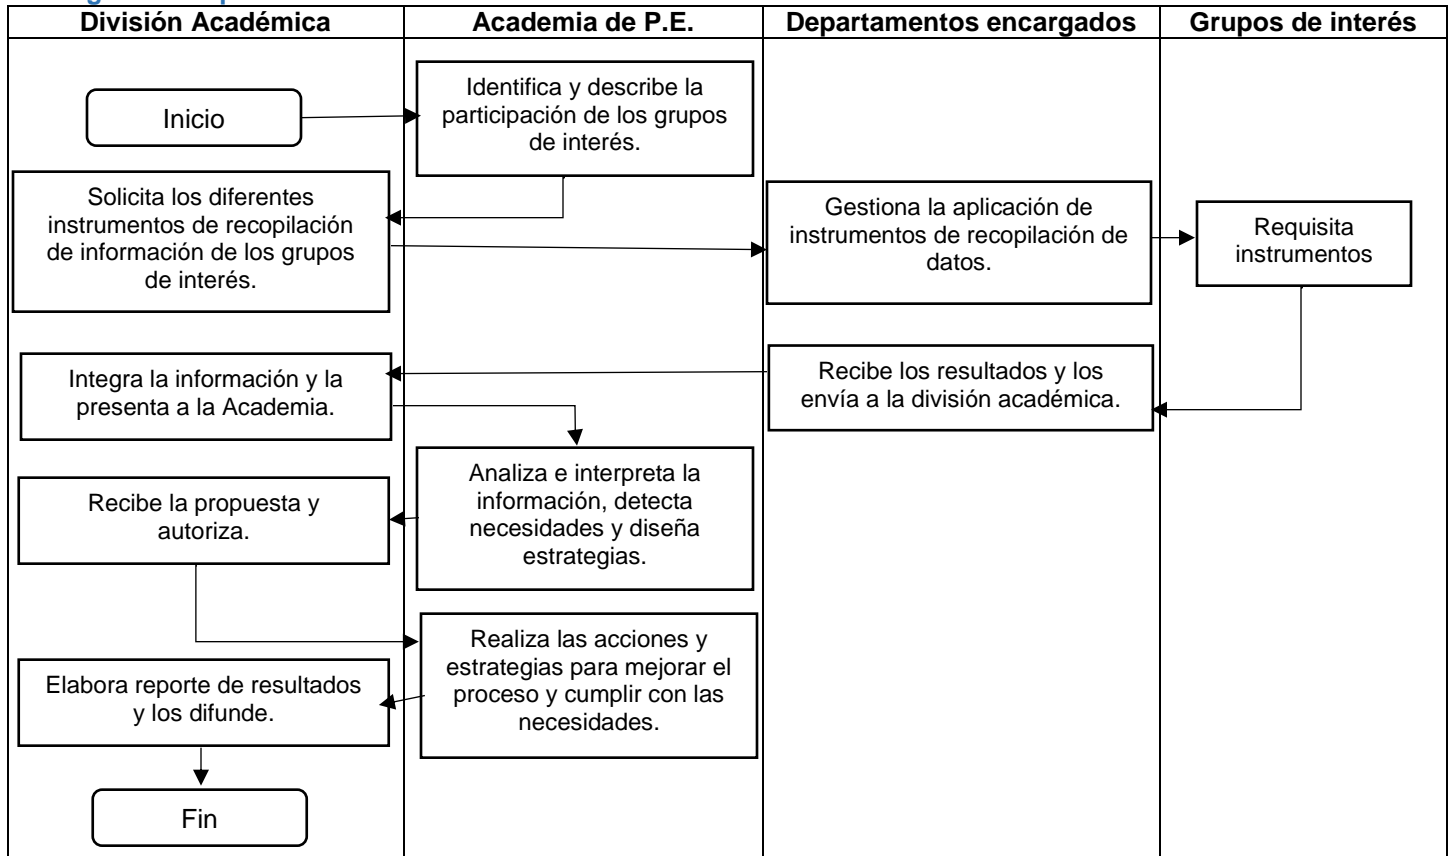 División Académica
Academia de P.E.
Departamentos encargados
Grupos de interés
Inicio
Identifica y describe la
participación de los grupos
de interés.
Solicita los diferentes
instrumentos de recopilación
de información de los grupos
de interés.
Gestiona la aplicación de
instrumentos de recopilación de
datos.
Requisita
instrumentos
Recibe los resultados y los
envía a la división académica.
Integra la información y la
presenta a la Academia.
Analiza e interpreta la
información, detecta
necesidades y diseña
estrategias.
Recibe la propuesta y
autoriza.
Realiza las acciones y
estrategias para mejorar el
proceso y cumplir con las
necesidades.
Elabora reporte de resultados
y los difunde.
Fin